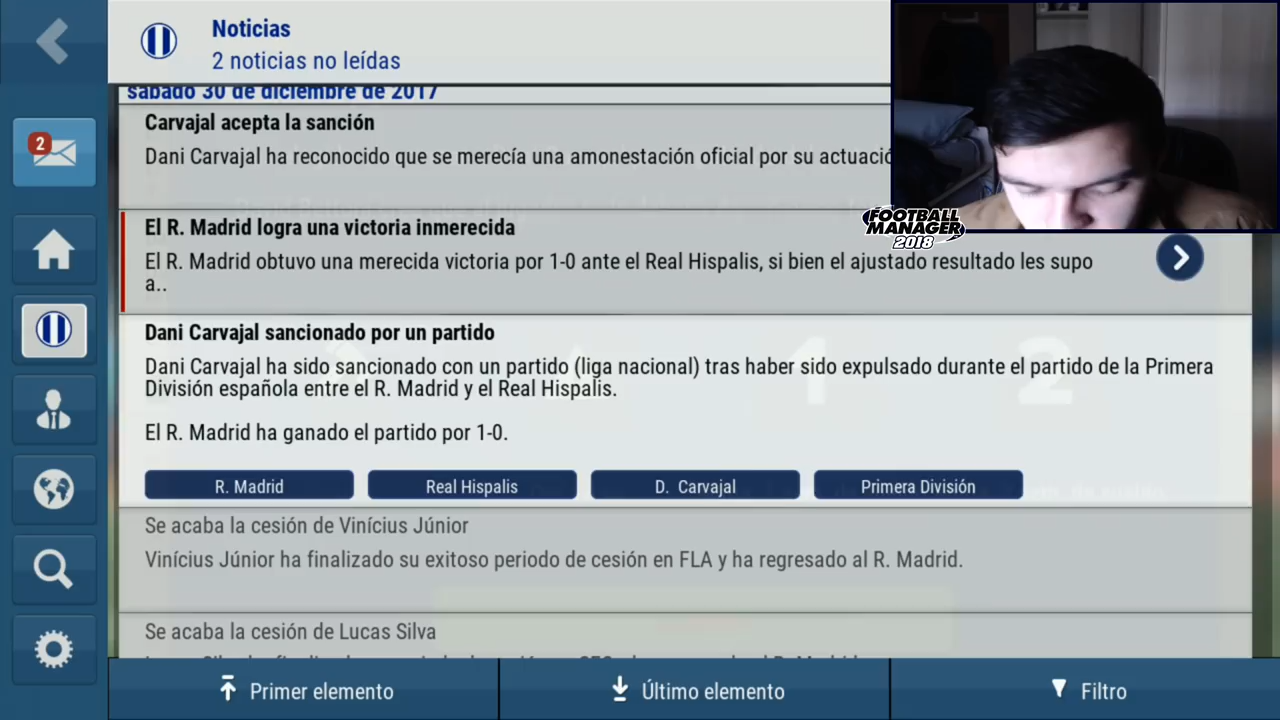 Noticias
2 noticias no leídas
sábado 30 de diciembre de 2017
2
Carvajal acepta la sanción
Dani Carvajal ha reconocido que se merecía una amonestación oficial por su
FOOTBALL
MANAGER
2018
El R. Madrid logra una victoria inmerecida
El R. Madrid obtuvo una merecida victoria por 1-0 ante el Real Hispalis, si bien el ajustado resultado les supo
a..
Dani Carvajal sancionado por un partido
Dani Carvajal ha sido sancionado con un partido (liga nacional) tras haber sido expulsado durante el partido de la Primera
División española entre el R. Madrid y el Real Hispalis.
El R. Madrid ha ganado el partido por 1-0.
R. Madrid
Real Hispalis
D. Carvajal
Primera División
Se acaba la cesión de Vinícius Júnior
Vinícius Júnior ha finalizado su exitoso periodo de cesión en FLA y ha regresado al R. Madrid.
Se acaba la cesión de Lucas Silva
Primer elemento
Último elemento
Filtro